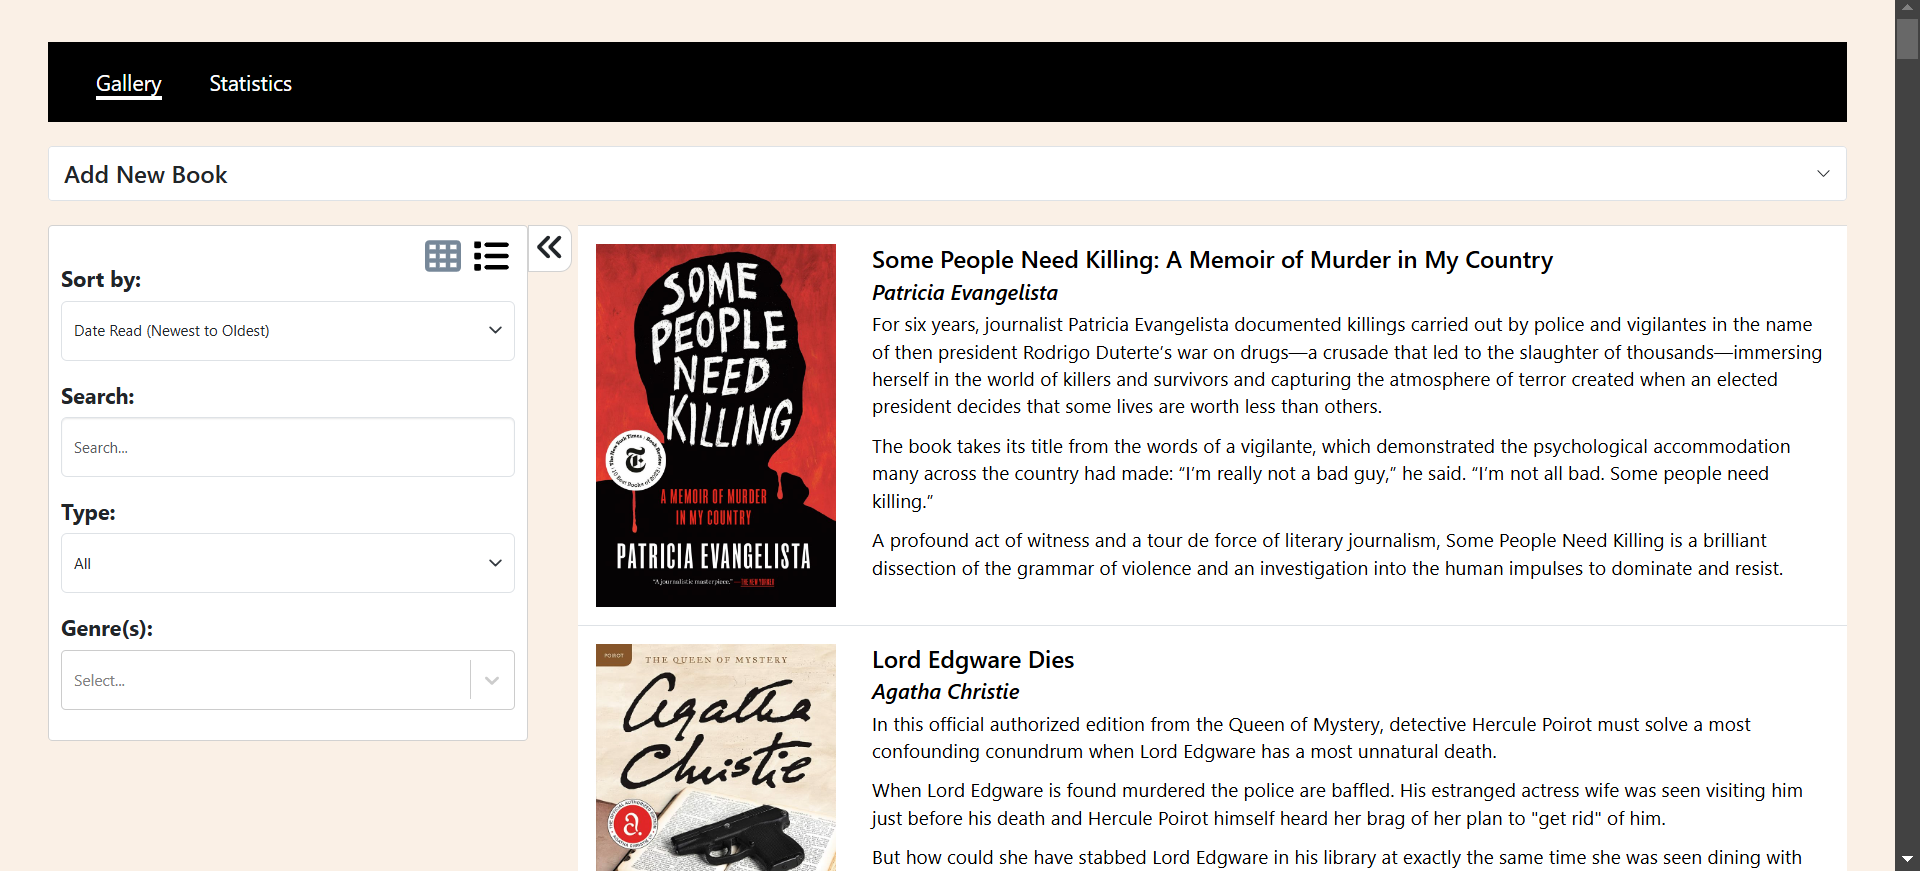 Gallery
Statistics
Add New Book
Sort by:
Date Read (Newest to Oldest)
Search:
Search...
Type:
All
Genre(s):
Select...
SOME
PEOPLE
NEED
KILLING
A MEMOIR OF MURDER
IN MY COUNTRY
PATRICIA EVANGELISTA
"A journalistic masterpiece." —THE NEW YORKER
Some People Need Killing: A Memoir of Murder in My Country
Patricia Evangelista
For six years, journalist Patricia Evangelista documented killings carried out by police and vigilantes in the name
of then president Rodrigo Duterte’s war on drugs—a crusade that led to the slaughter of thousands—immersing
herself in the world of killers and survivors and capturing the atmosphere of terror created when an elected
president decides that some lives are worth less than others.
The book takes its title from the words of a vigilante, which demonstrated the psychological accommodation
many across the country had made: “I’m really not a bad guy,” he said. “I’m not all bad. Some people need
killing.”
A profound act of witness and a tour de force of literary journalism, Some People Need Killing is a brilliant
dissection of the grammar of violence and an investigation into the human impulses to dominate and resist.
POIROT
THE QUEEN OF MYSTERY
Agatha
Christie
Lord Edgware Dies
Agatha Christie
In this official authorized edition from the Queen of Mystery, detective Hercule Poirot must solve a most
confounding conundrum when Lord Edgware has a most unnatural death.
When Lord Edgware is found murdered the police are baffled. His estranged actress wife was seen visiting him
just before his death and Hercule Poirot himself heard her brag of her plan to "get rid" of him.
But how could she have stabbed Lord Edgware in his library at exactly the same time she was seen dining with